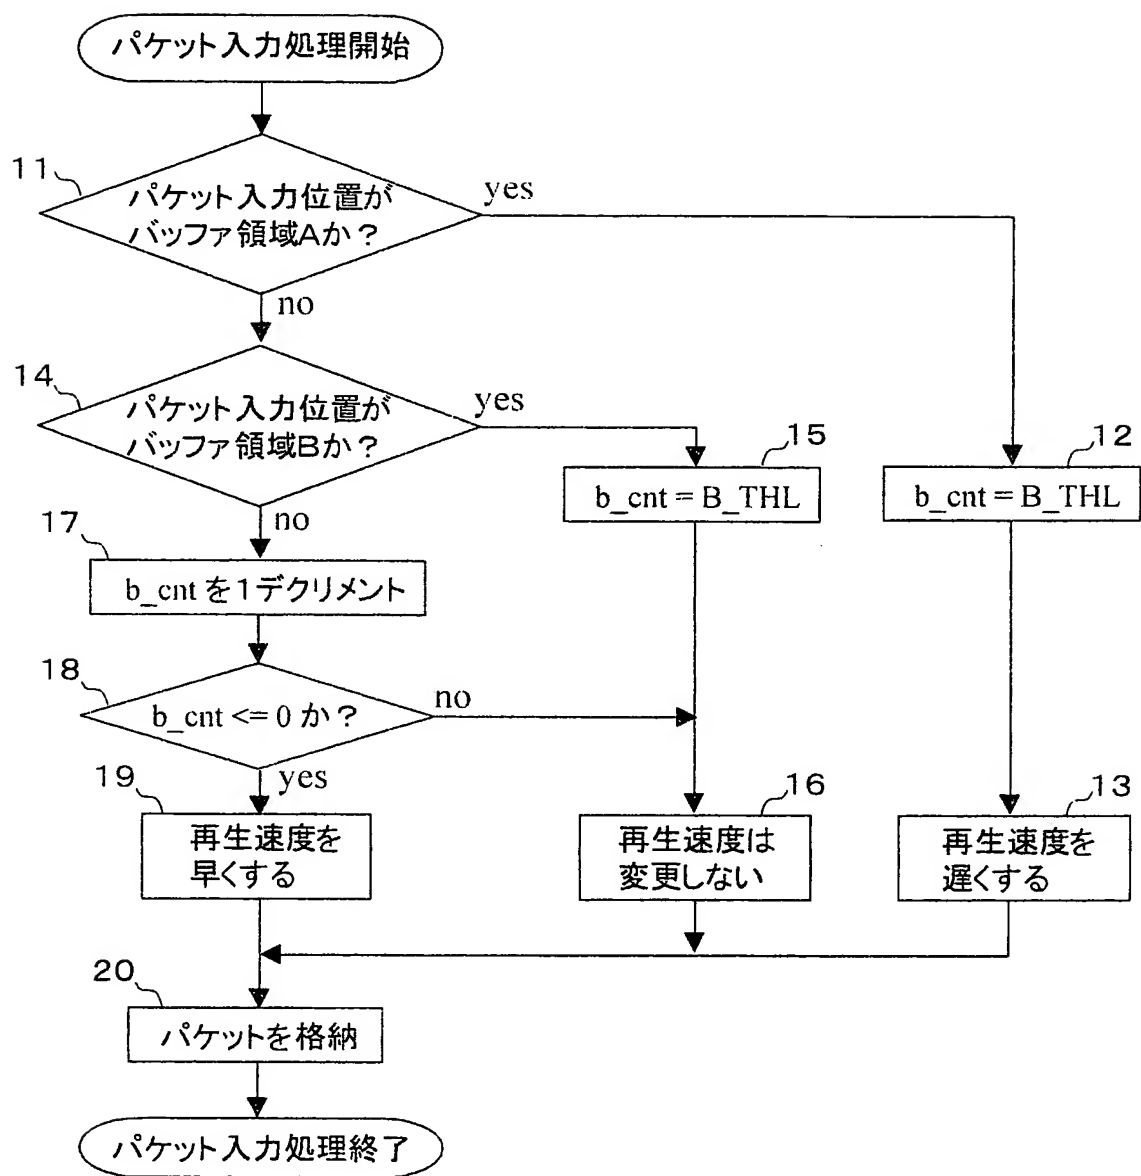 パケット入力処理開始
11
パケット入力位置が
バッファ領域Aか？
yes
no
14
パケット入力位置が
バッファ領域Bか？
yes
no
15
b_cnt = B_THL
12
b_cnt = B_THL
17
b_cnt を1デクリメント
18
b_cnt <= 0 か？
no
yes
19
再生速度を
早くする
16
再生速度は
変更しない
13
再生速度を
遅くする
20
パケットを格納
パケット入力処理終了